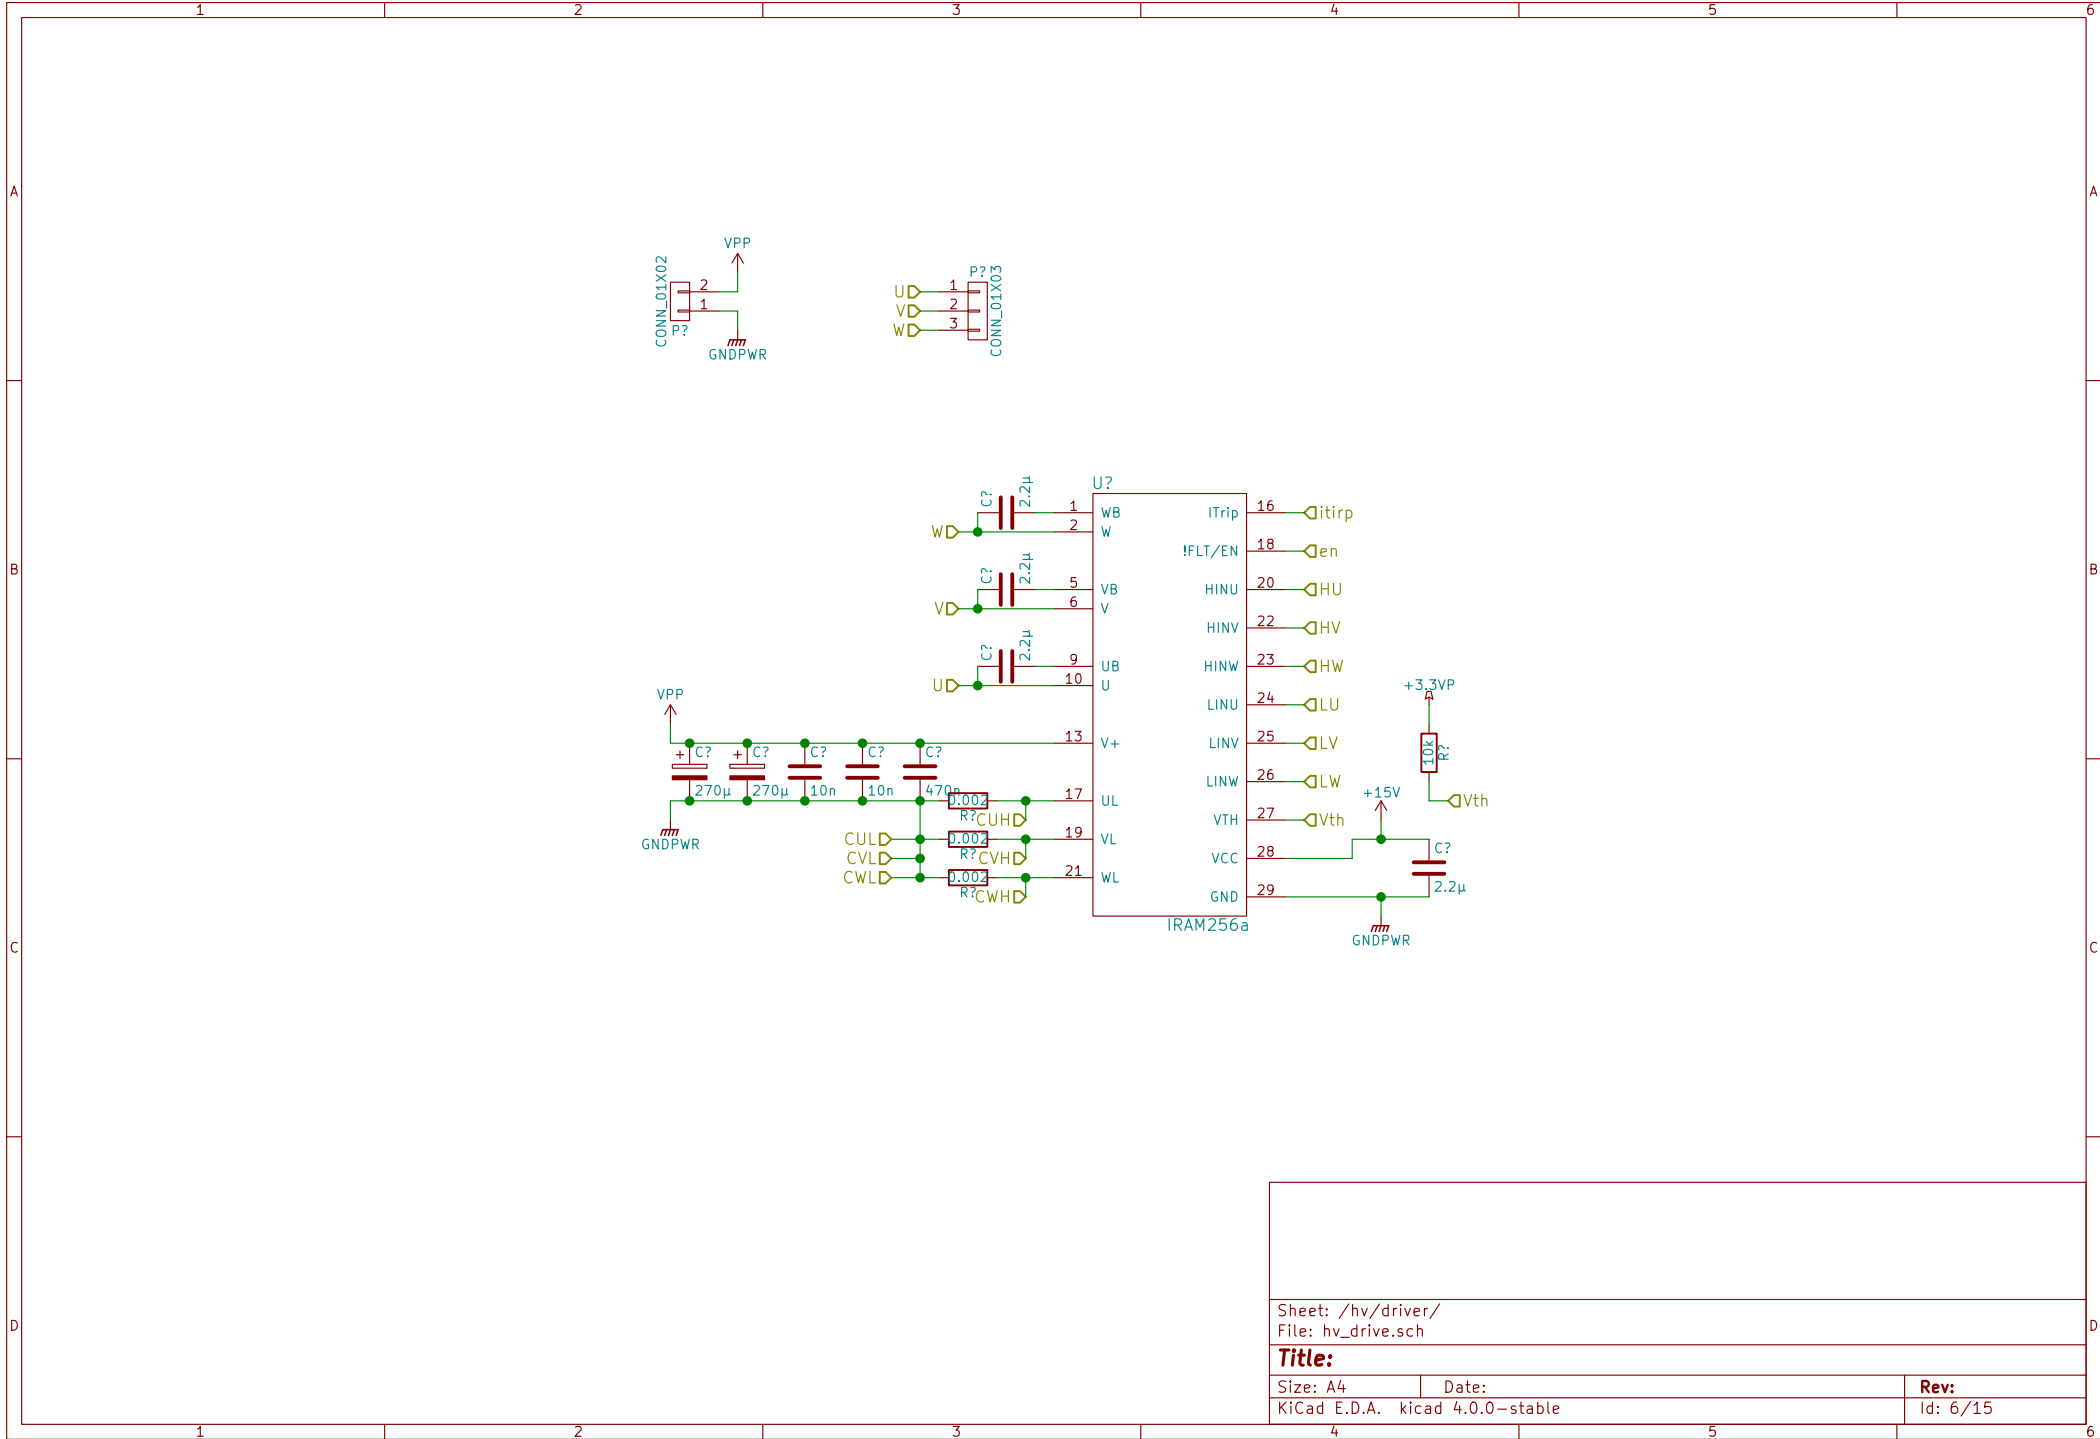 1 2 3 4 5 6
A A
VPP
CONN_01X02
2
1
P?
GNDPWR
P?
U 1
V 2
W 3
CONN_01X03
B B
U?
C? 2.2µ
1 WB
W 2 W
C? 2.2µ
5 VB
V 6 V
C? 2.2µ
9 UB
U 10 U
VPP
13 V+
+ C? + C? C? C? C?
270µ 270µ 10n 10n 470n
0.002 17 UL
R? CUH
GNDPWR
CUL 0.002 19 VL
CVL R? CVH
CWL 0.002 21 WL
R? CWH
ITrip 16 itirp
!FLT/EN 18 en
HINU 20 HU
HINV 22 HV
HINW 23 HW
LINU 24 LU
LINV 25 LV
LINW 26 LW
VTH 27 Vth
VCC 28
GND 29
IRAM256a
+3.3VP
10k R?
Vth
+15V
C?
2.2µ
GNDPWR
C C
D D
Sheet: /hv/driver/
File: hv_drive.sch
Title:
Size: A4 Date: Rev:
KiCad E.D.A. kicad 4.0.0-stable Id: 6/15
1 2 3 4 5 6